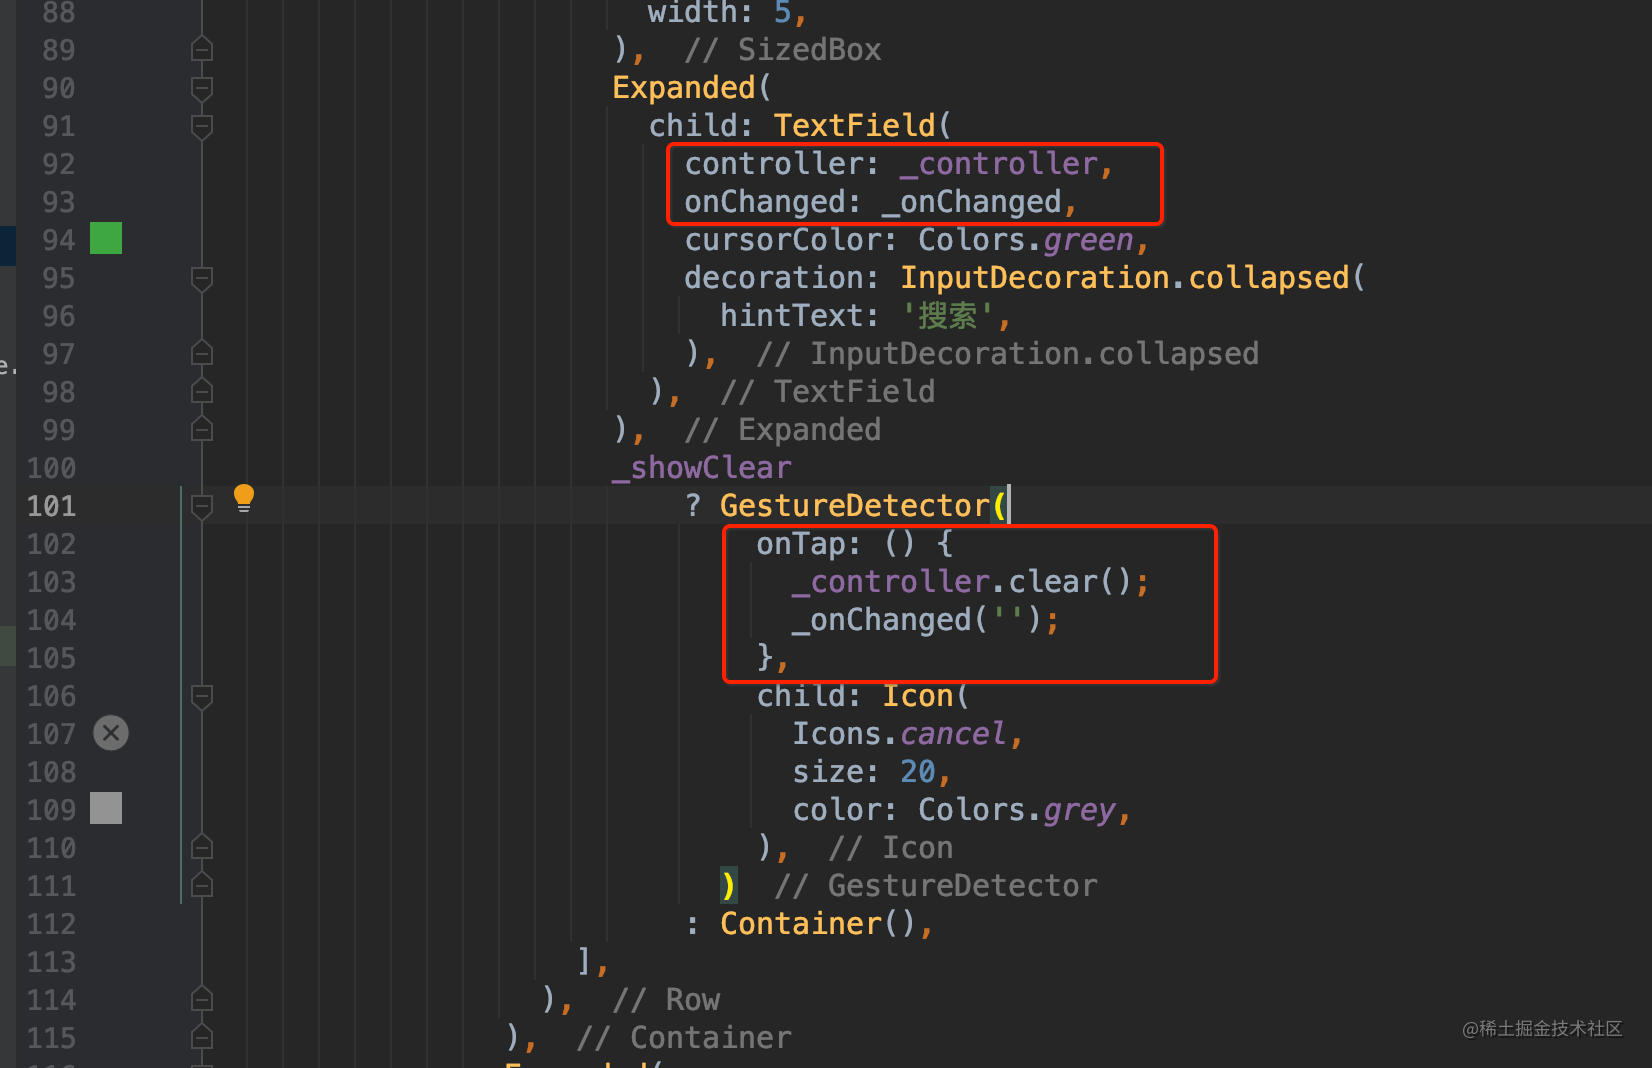 88 width: 5,
89 ), // SizedBox
90 Expanded(
91 child: TextField(
92 controller: _controller,
93 onChanged: _onChanged,
94 cursorColor: Colors.green,
95 decoration: InputDecoration.collapsed(
96 hintText: '搜索',
e.
97 ), // InputDecoration.collapsed
98 ), // TextField
99 ), // Expanded
100 _showClear
101 ? GestureDetector(
102 onTap: () {
103 _controller.clear();
104 _onChanged('');
105 },
106 child: Icon(
107 Icons.cancel,
108 size: 20,
109 color: Colors.grey,
110 ), // Icon
111 ) // GestureDetector
112 : Container(),
113 ],
114 ), // Row
115 ), // Container
@稀土掘金技术社区